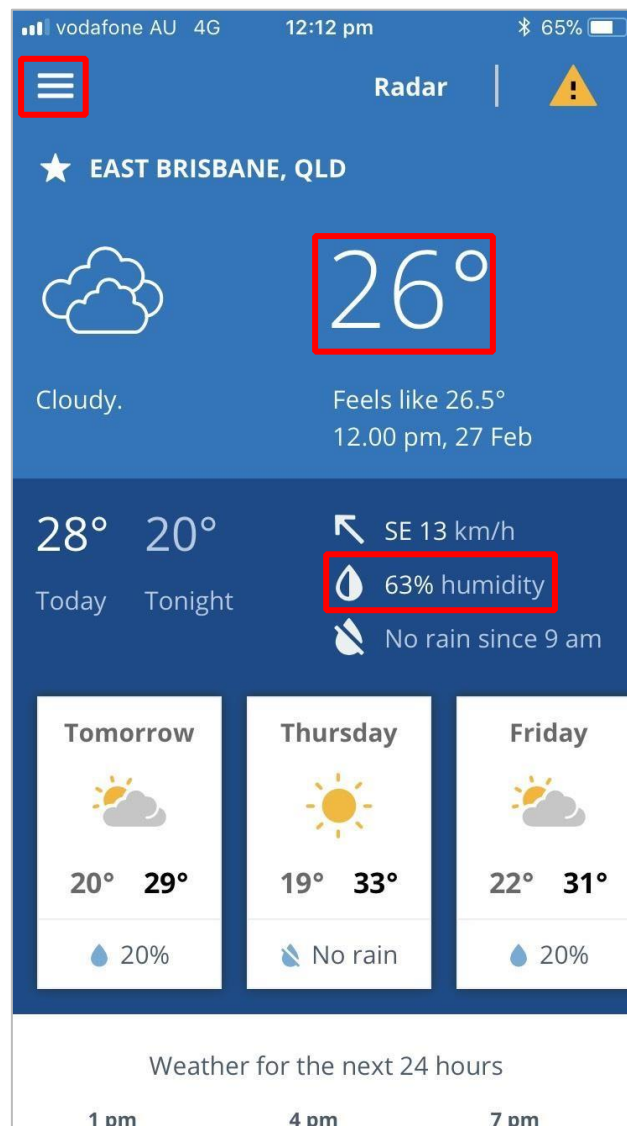 vodafone AU 4G 12:12 pm 65%
Radar
EAST BRISBANE, QLD
26°
Cloudy.
Feels like 26.5°
12.00 pm, 27 Feb
28° 20°
Today Tonight
SE 13 km/h
63% humidity
No rain since 9 am
Tomorrow Thursday Friday
20° 29° 19° 33° 22° 31°
20% No rain 20%
Weather for the next 24 hours
1 pm 4 pm 7 pm